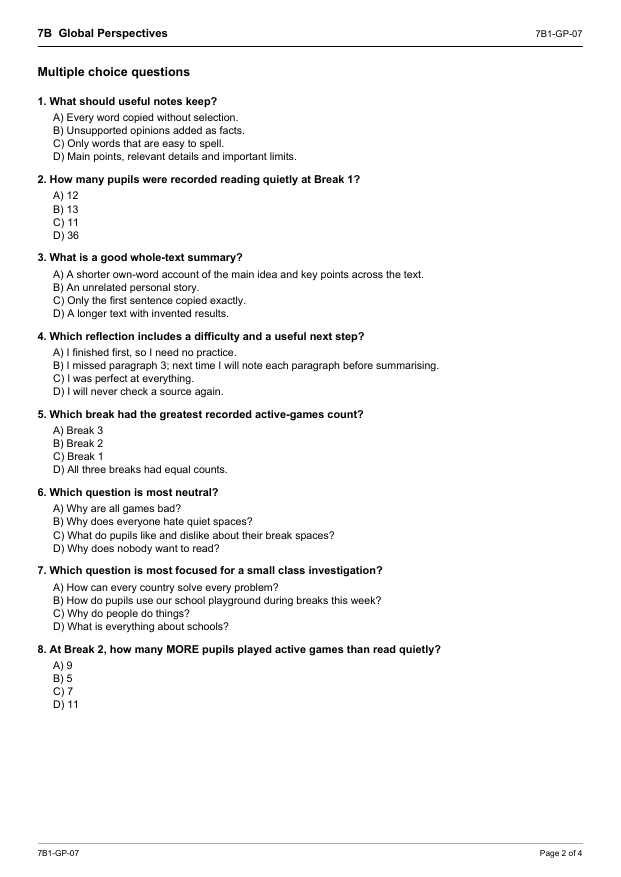 7B Global Perspectives
7B1-GP-07
Multiple choice questions
1. What should useful notes keep?
A) Every word copied without selection.
B) Unsupported opinions added as facts.
C) Only words that are easy to spell.
D) Main points, relevant details and important limits.
2. How many pupils were recorded reading quietly at Break 1?
A) 12
B) 13
C) 11
D) 36
3. What is a good whole-text summary?
A) A shorter own-word account of the main idea and key points across the text.
B) An unrelated personal story.
C) Only the first sentence copied exactly.
D) A longer text with invented results.
4. Which reflection includes a difficulty and a useful next step?
A) I finished first, so I need no practice.
B) I missed paragraph 3; next time I will note each paragraph before summarising.
C) I was perfect at everything.
D) I will never check a source again.
5. Which break had the greatest recorded active-games count?
A) Break 3
B) Break 2
C) Break 1
D) All three breaks had equal counts.
6. Which question is most neutral?
A) Why are all games bad?
B) Why does everyone hate quiet spaces?
C) What do pupils like and dislike about their break spaces?
D) Why does nobody want to read?
7. Which question is most focused for a small class investigation?
A) How can every country solve every problem?
B) How do pupils use our school playground during breaks this week?
C) Why do people do things?
D) What is everything about schools?
8. At Break 2, how many MORE pupils played active games than read quietly?
A) 9
B) 5
C) 7
D) 11
7B1-GP-07
Page 2 of 4